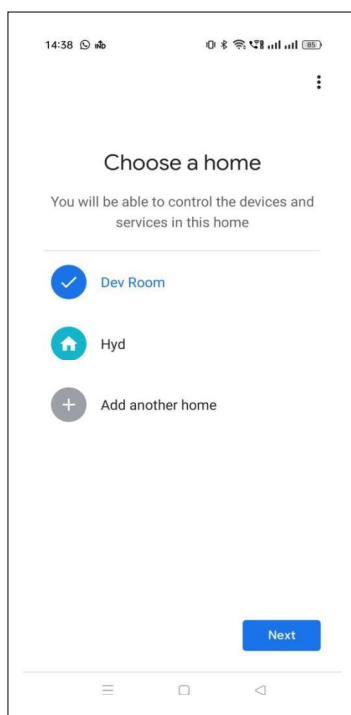 14:38
85
Choose a home
You will be able to control the devices and
services in this home
Dev Room
Hyd
Add another home
Next